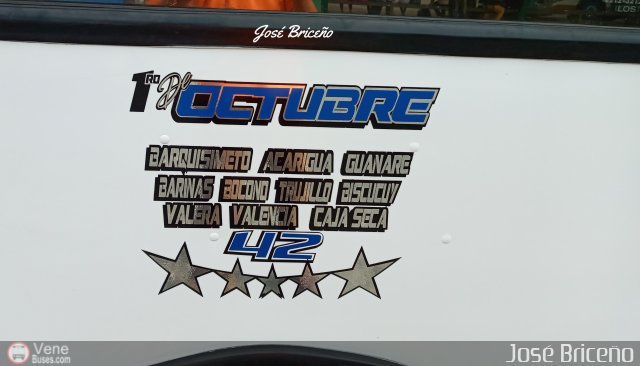 José Briceño
1RO De OCTUBRE
BARQUISIMETO ACARIGUA GUANARE
BARINAS BOCONO TRUJILLO BISCUCUY
VALERA VALENCIA CAJA SECA
42
Vene
Buses.com
José Briceño